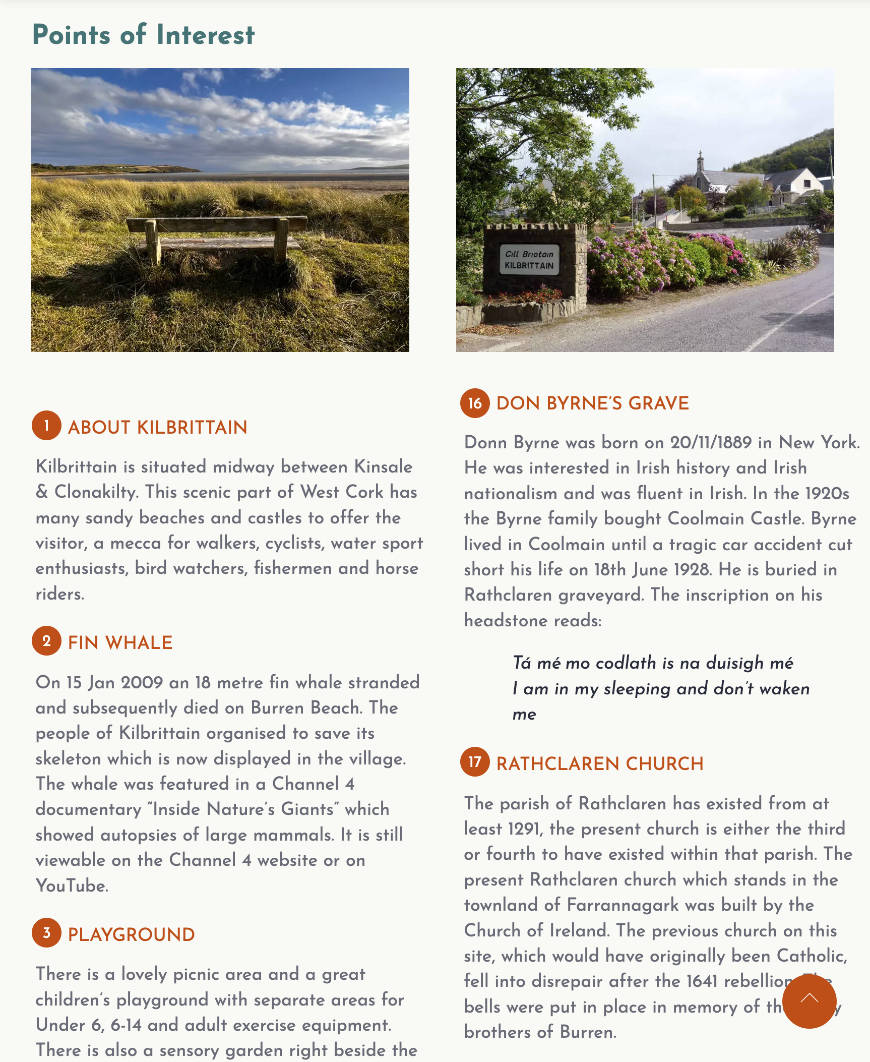 Points of Interest
Cill Briotáin
KILBRITTAIN
1 ABOUT KILBRITTAIN
Kilbrittain is situated midway between Kinsale
& Clonakilty. This scenic part of West Cork has
many sandy beaches and castles to offer the
visitor, a mecca for walkers, cyclists, water sport
enthusiasts, bird watchers, fishermen and horse
riders.
2 FIN WHALE
On 15 Jan 2009 an 18 metre fin whale stranded
and subsequently died on Burren Beach. The
people of Kilbrittain organised to save its
skeleton which is now displayed in the village.
The whale was featured in a Channel 4
documentary “Inside Nature’s Giants” which
showed autopsies of large mammals. It is still
viewable on the Channel 4 website or on
YouTube.
3 PLAYGROUND
There is a lovely picnic area and a great
children’s playground with separate areas for
Under 6, 6-14 and adult exercise equipment.
There is also a sensory garden right beside the
16 DON BYRNE’S GRAVE
Donn Byrne was born on 20/11/1889 in New York.
He was interested in Irish history and Irish
nationalism and was fluent in Irish. In the 1920s
the Byrne family bought Coolmain Castle. Byrne
lived in Coolmain until a tragic car accident cut
short his life on 18th June 1928. He is buried in
Rathclaren graveyard. The inscription on his
headstone reads:
Tá mé mo codlath is na duisigh mé
I am in my sleeping and don’t waken
me
17 RATHCLAREN CHURCH
The parish of Rathclaren has existed from at
least 1291, the present church is either the third
or fourth to have existed within that parish. The
present Rathclaren church which stands in the
townland of Farrannagark was built by the
Church of Ireland. The previous church on this
site, which would have originally been Catholic,
fell into disrepair after the 1641 rebellion. The
bells were put in place in memory of
brothers of Burren.